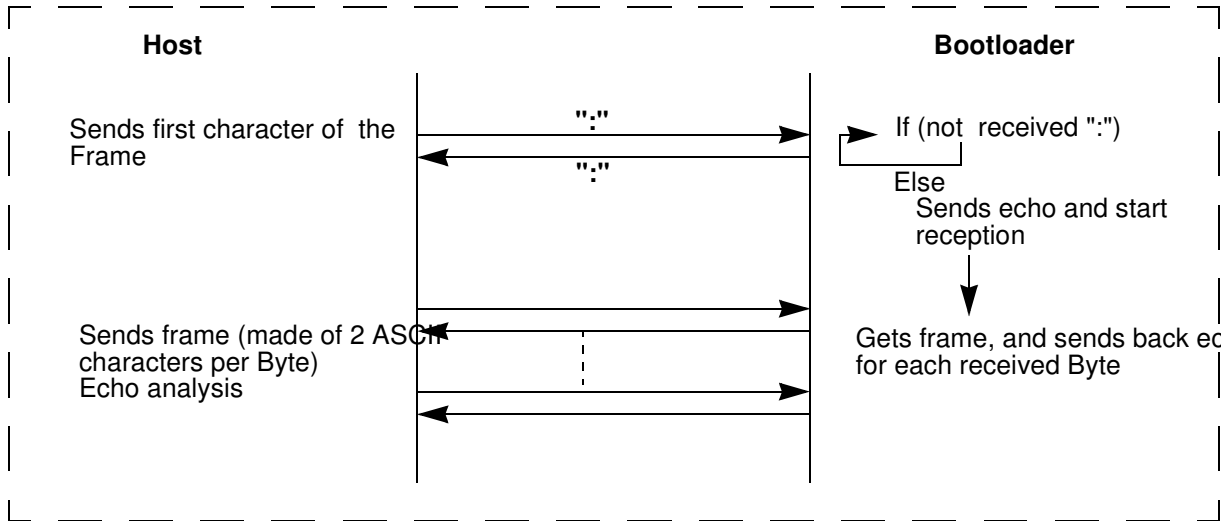 Host
Bootloader
Sends first character of the
Frame
":"
":"
If (not received ":")
Else
Sends echo and start
reception
Sends frame (made of 2 ASCII
characters per Byte)
Echo analysis
Gets frame, and sends back ec
for each received Byte